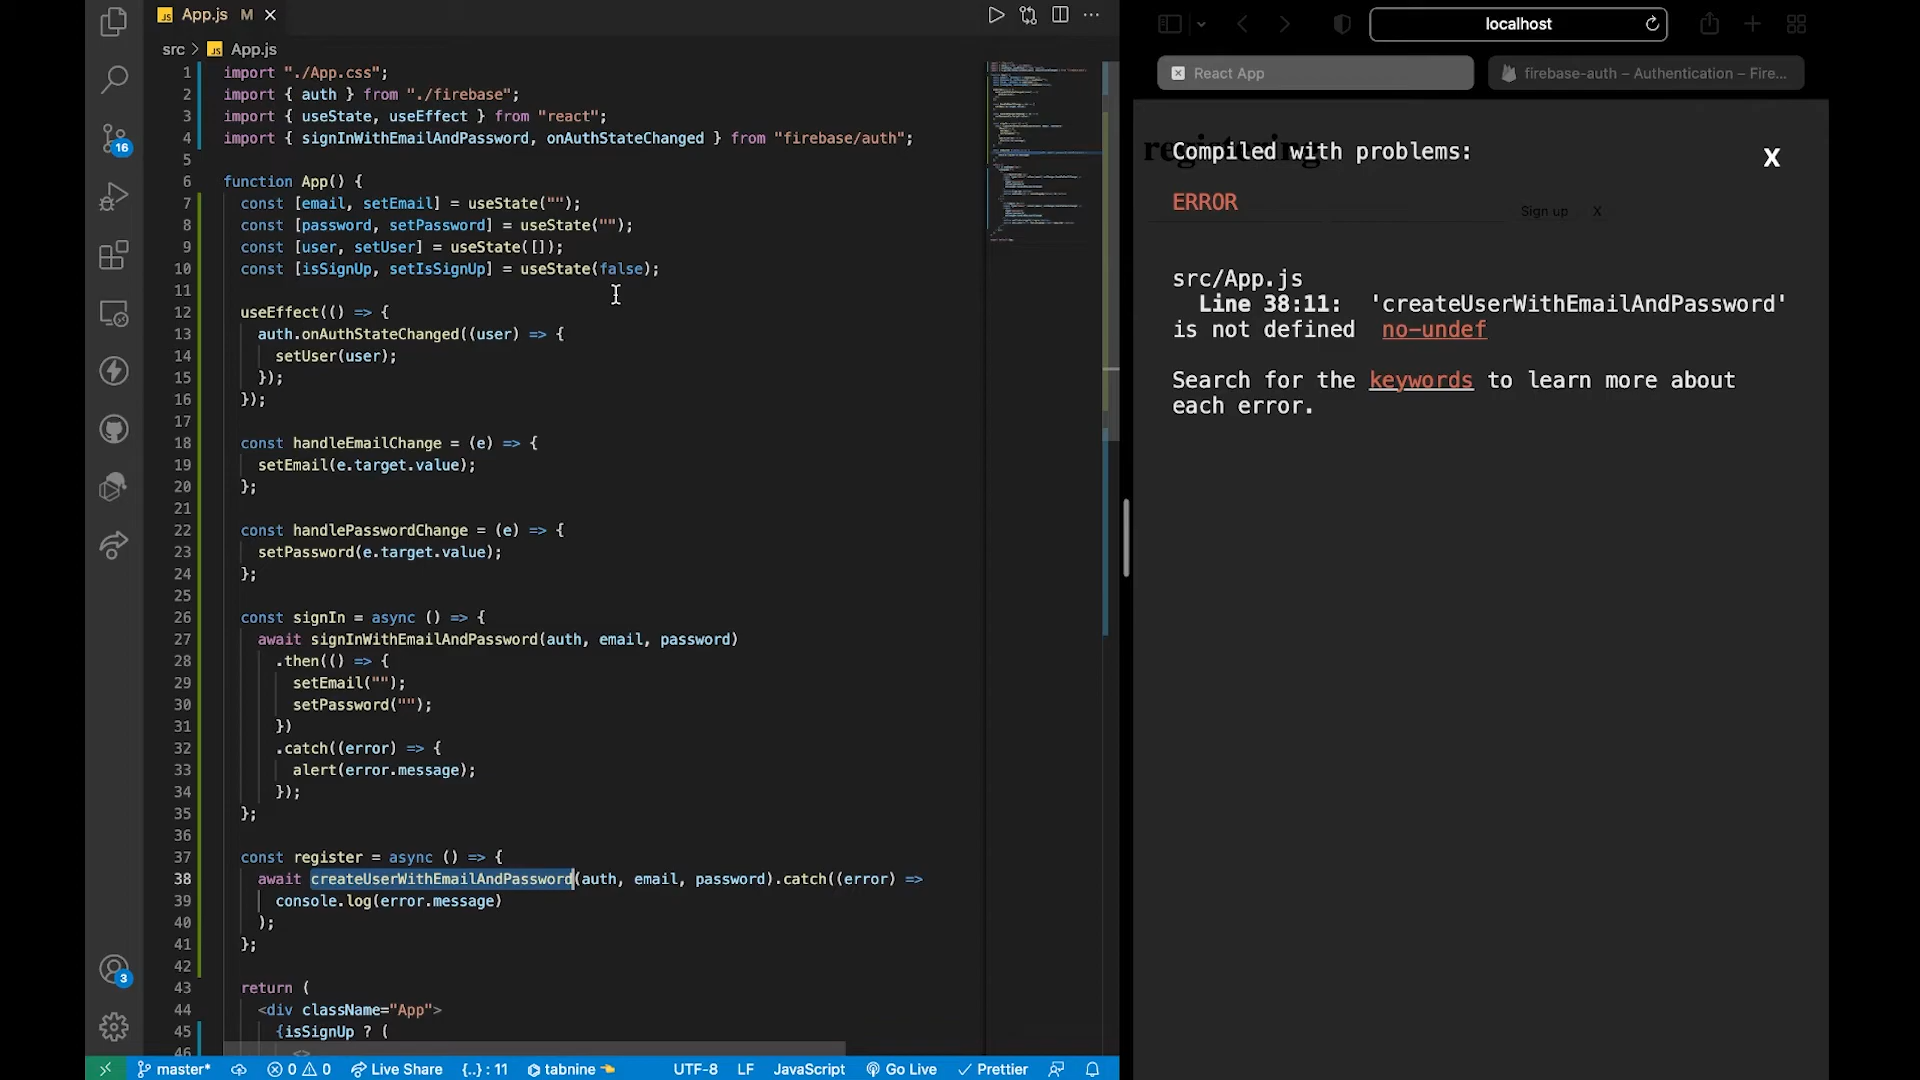 App.js M
src > App.js
1 import "./App.css";
2 import { auth } from "./firebase";
3 import { useState, useEffect } from "react";
4 import { signInWithEmailAndPassword, onAuthStateChanged } from "firebase/auth";
5
6 function App() {
7 const [email, setEmail] = useState("");
8 const [password, setPassword] = useState("");
9 const [user, setUser] = useState([]);
10 const [isSignUp, setIsSignUp] = useState(false);
11
12 useEffect(() => {
13 auth.onAuthStateChanged((user) => {
14 setUser(user);
15 });
16 });
17
18 const handleEmailChange = (e) => {
19 setEmail(e.target.value);
20 };
21
22 const handlePasswordChange = (e) => {
23 setPassword(e.target.value);
24 };
25
26 const signIn = async () => {
27 await signInWithEmailAndPassword(auth, email, password)
28 .then(() => {
29 setEmail("");
30 setPassword("");
31 })
32 .catch((error) => {
33 alert(error.message);
34 });
35 };
36
37 const register = async () => {
38 await createUserWithEmailAndPassword(auth, email, password).catch((error) =>
39 console.log(error.message)
40 );
41 };
42
43 return (
44 <div className="App">
45 {isSignUp ? (
46 <>
16
3
master* 0 0 Live Share {..} : 11 tabnine UTF-8 LF JavaScript Go Live Prettier
localhost
React App
firebase-auth – Authentication – Fire...
registering
Compiled with problems:
X
ERROR
Sign up X
src/App.js
Line 38:11: 'createUserWithEmailAndPassword'
is not defined no-undef
Search for the keywords to learn more about
each error.